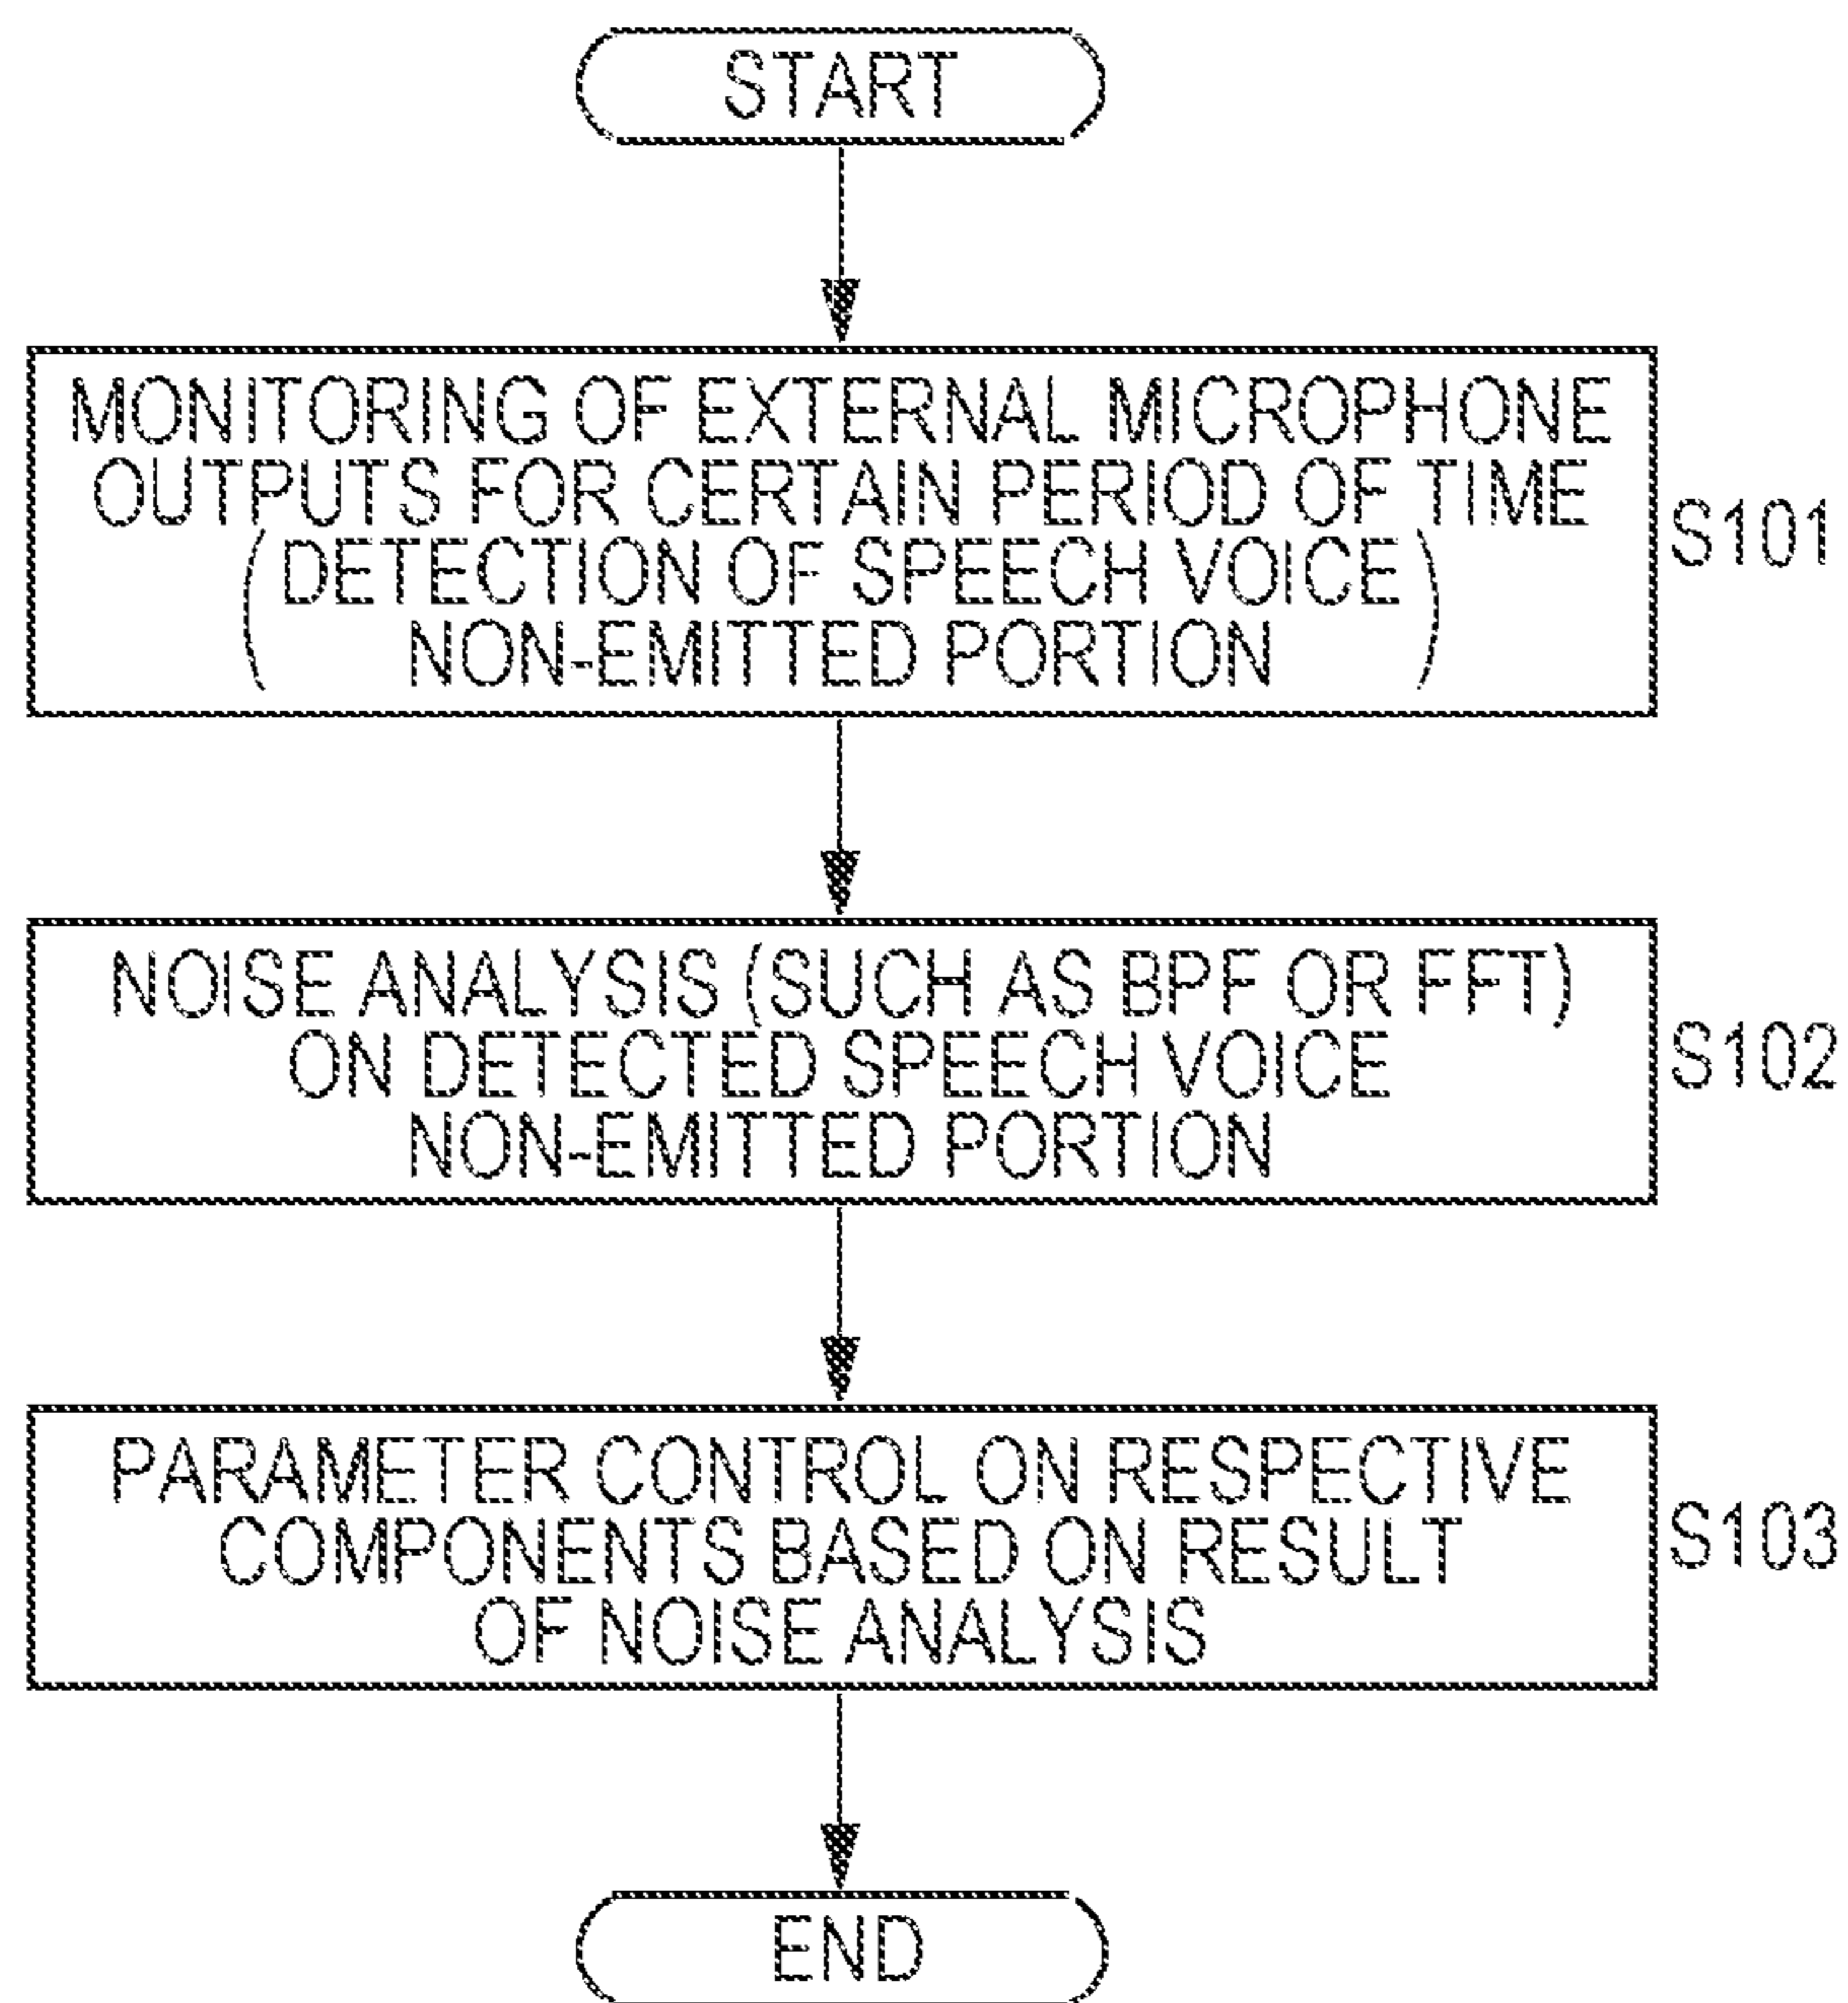 START
MONITORING OF EXTERNAL MICROPHONE
OUTPUTS FOR CERTAIN PERIOD OF TIME
(DETECTION OF SPEECH VOICE
NON-EMITTED PORTION)
S101
NOISE ANALYSIS (SUCH AS BPF OR FFT)
ON DETECTED SPEECH VOICE
NON-EMITTED PORTION
S102
PARAMETER CONTROL ON RESPECTIVE
COMPONENTS BASED ON RESULT
OF NOISE ANALYSIS
S103
END